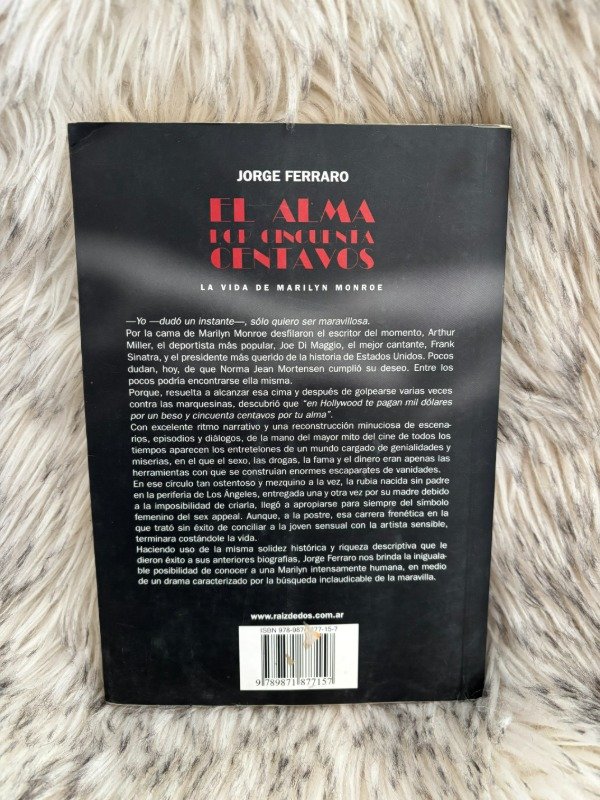 JORGE FERRARO
EL ALMA
POR CINCUENTA
CENTAVOS
LA VIDA DE MARILYN MONROE
—Yo —dudó un instante—, sólo quiero ser maravillosa.
Por la cama de Marilyn Monroe desfilaron el escritor del momento, Arthur
Miller, el deportista más popular, Joe Di Maggio, el mejor cantante, Frank
Sinatra, y el presidente más querido de la historia de Estados Unidos. Pocos
dudan, hoy, de que Norma Jean Mortensen cumplió su deseo. Entre los
pocos podría encontrarse ella misma.
Porque, resuelta a alcanzar esa cima y después de golpearse varias veces
contra las marquesinas, descubrió que "en Hollywood te pagan mil dólares
por un beso y cincuenta centavos por tu alma".
Con excelente ritmo narrativo y una reconstrucción minuciosa de escena-
rios, episodios y diálogos, de la mano del mayor mito del cine de todos los
tiempos aparecen los entretelones de un mundo cargado de genialidades y
miserias, en el que el sexo, las drogas, la fama y el dinero eran apenas las
herramientas con que se construían enormes escaparates de vanidades.
En ese círculo tan ostentoso y mezquino a la vez, la rubia nacida sin padre
en la periferia de Los Ángeles, entregada una y otra vez por su madre debido
a la imposibilidad de criarla, llegó a apropiarse para siempre del símbolo
femenino del sex appeal. Aunque, a la postre, esa carrera frenética en la
que trató sin éxito de conciliar a la joven sensual con la artista sensible,
terminara costándole la vida.
Haciendo uso de la misma solidez histórica y riqueza descriptiva que le
dieron éxito a sus anteriores biografías, Jorge Ferraro nos brinda la iniguala-
ble posibilidad de conocer a una Marilyn intensamente humana, en medio
de un drama caracterizado por la búsqueda inclaudicable de la maravilla.
www.raizdedos.com.ar
ISBN 978-987- 77-15-7
9 789871 877157